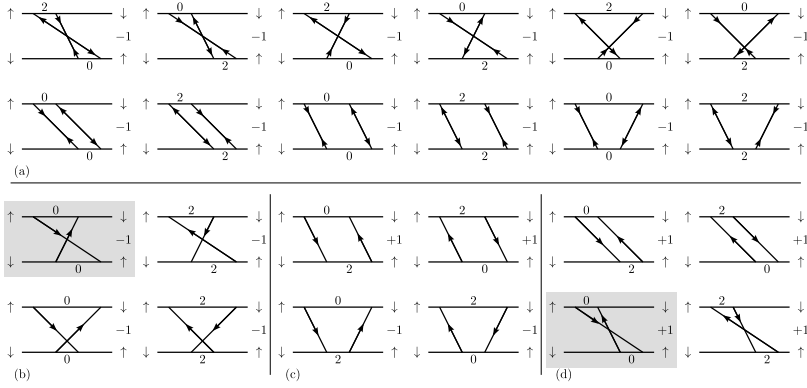 ↑ 2 ↓ ↑ 0 ↓ ↑ 2 ↓ ↑ 0 ↓ ↑ 2 ↓ ↑ 0 ↓
−1 −1 −1 −1 −1 −1
↓ 0 ↑ ↓ 2 ↑ ↓ 0 ↑ ↓ 2 ↑ ↓ 0 ↑ ↓ 2 ↑
↑ 0 ↓ ↑ 2 ↓ ↑ 0 ↓ ↑ 2 ↓ ↑ 0 ↓ ↑ 2 ↓
−1 −1 −1 −1 −1 −1
↓ 0 ↑ ↓ 2 ↑ ↓ 0 ↑ ↓ 2 ↑ ↓ 0 ↑ ↓ 2 ↑
(a)
↑ 0 ↓ ↑ 2 ↓ ↑ 0 ↓ ↑ 2 ↓ ↑ 0 ↓ ↑ 2 ↓
−1 −1 +1 +1 +1 +1
↓ 0 ↑ ↓ 2 ↑ ↓ 2 ↑ ↓ 0 ↑ ↓ 2 ↑ ↓ 0 ↑
↑ 0 ↓ ↑ 2 ↓ ↑ 0 ↓ ↑ 2 ↓ ↑ 0 ↓ ↑ 2 ↓
−1 −1 −1 −1 +1 +1
↓ 0 ↑ ↓ 2 ↑ ↓ 2 ↑ ↓ 0 ↑ ↓ 0 ↑ ↓ 2 ↑
(b) (c) (d)